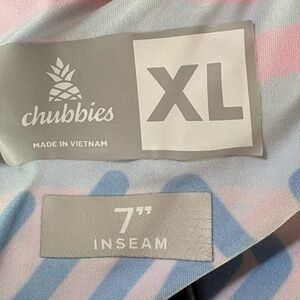 chubbies
XL
MADE IN VIETNAM
7"
INSEAM